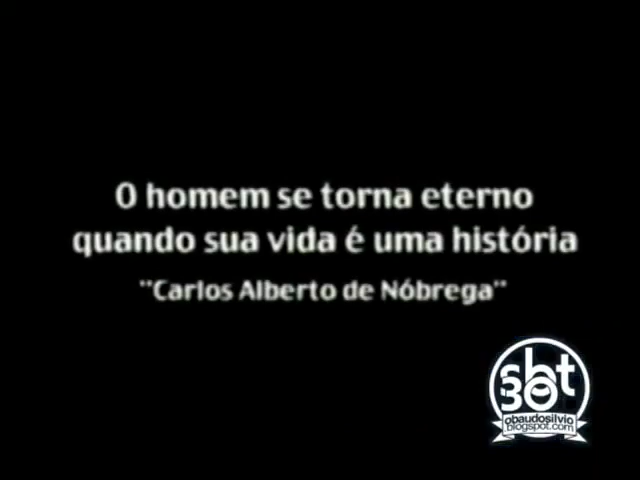 O homem se torna eterno
quando sua vida é uma história
"Carlos Alberto de Nóbrega"
sbt
30
obaudosilvio
.blogspot.com